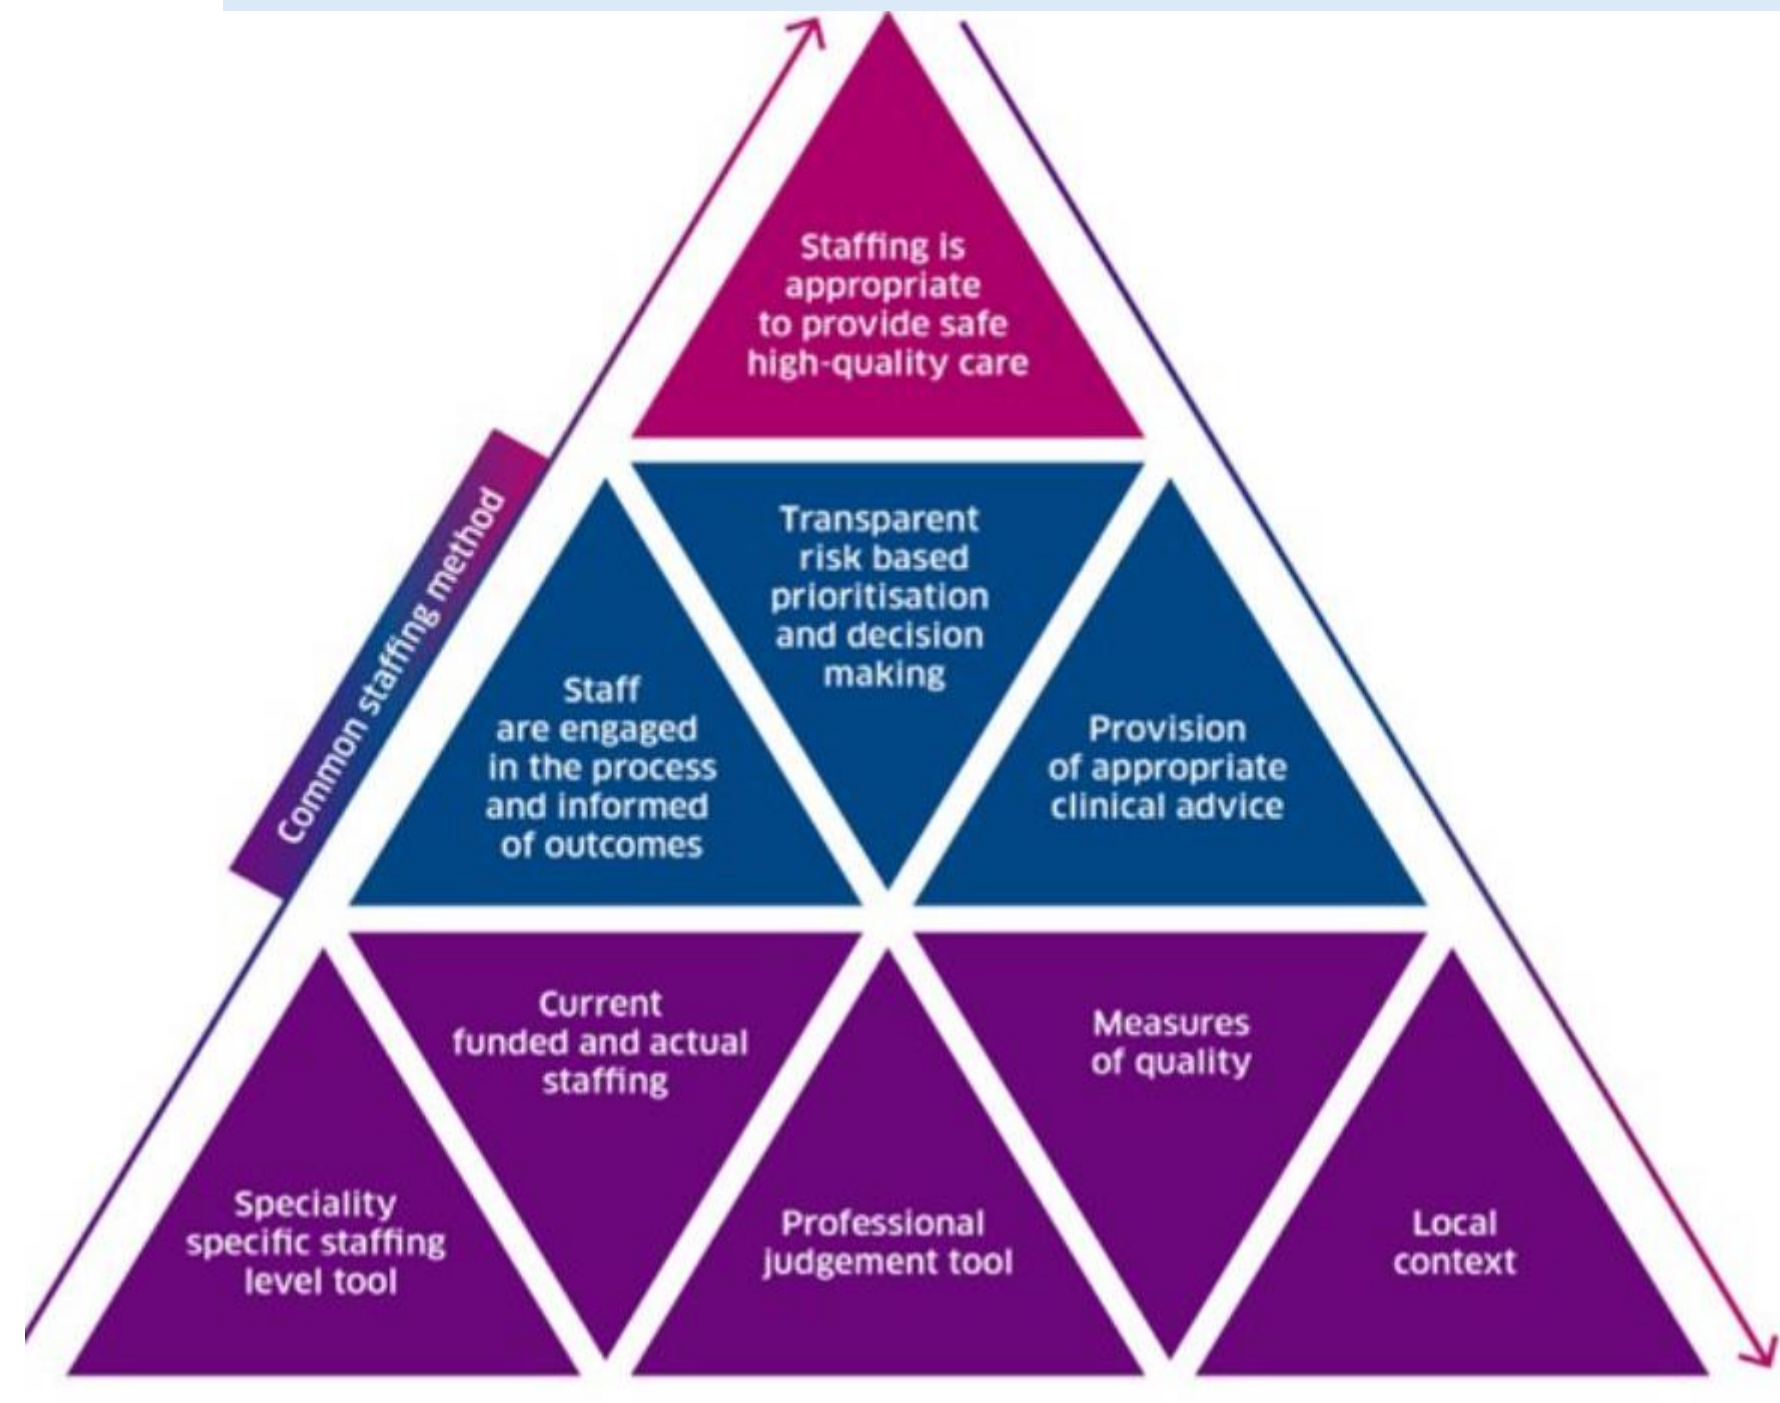 Staffing is
appropriate
to provide safe
high-quality care
Common staffing method
Transparent
risk based
prioritisation
and decision
making
Staff
are engaged
in the process
and informed
of outcomes
Provision
of appropriate
clinical advice
Current
funded and actual
staffing
Measures
of quality
Speciality
specific staffing
level tool
Professional
judgement tool
Local
context